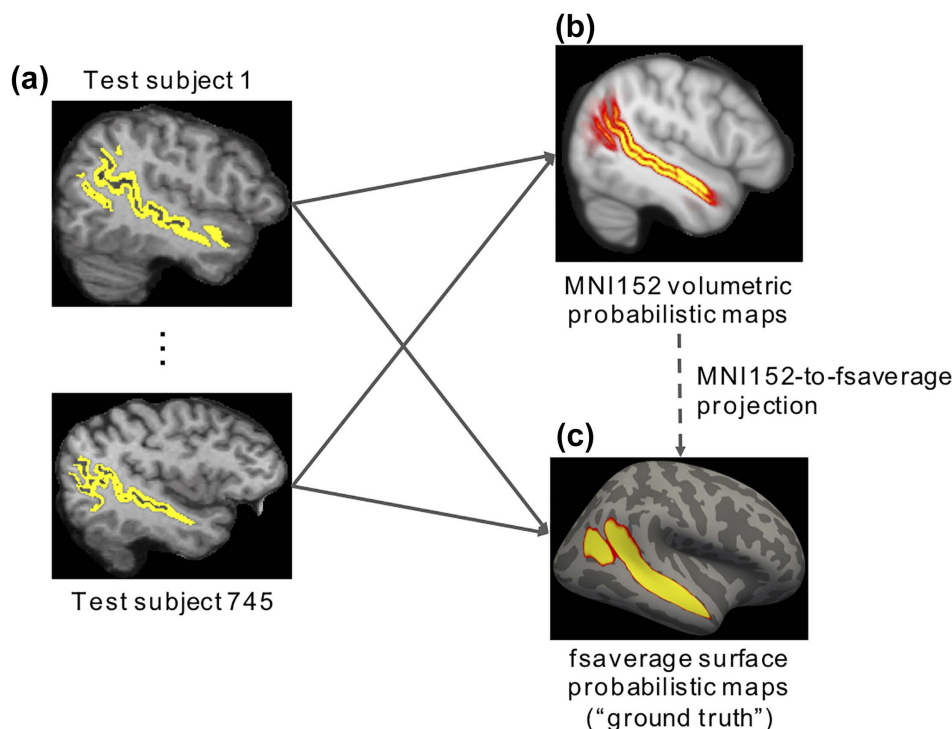 (a)
Test subject 1
⋮
Test subject 745
(b)
MNI152 volumetric
probabilistic maps
MNI152-to-fsaverage
projection
(c)
fsaverage surface
probabilistic maps
(“ground truth”)